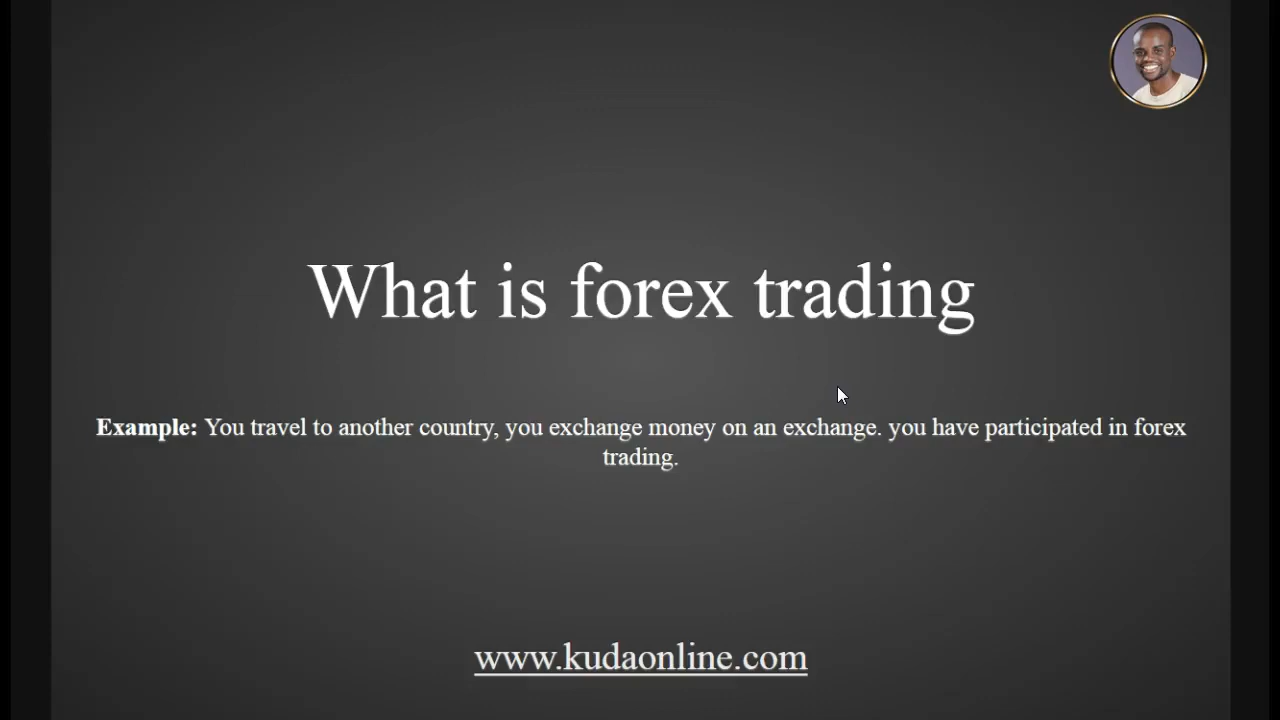 What is forex trading
Example: You travel to another country, you exchange money on an exchange. you have participated in forex
trading.
www.kudaonline.com